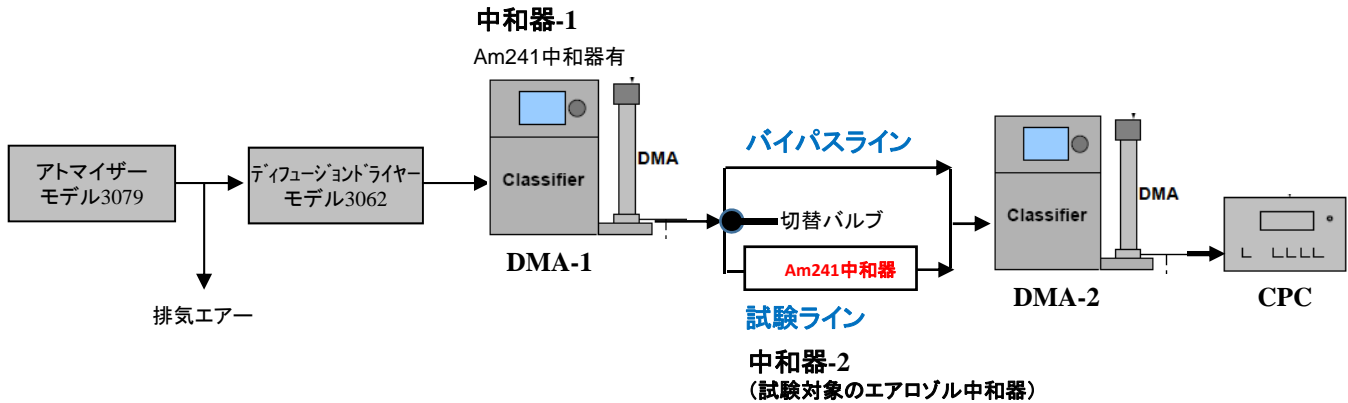 中和器-1
Am241中和器有
アトマイザー
モデル3079
ディフュージョンドライヤー
モデル3062
排気エアー
Classifier
DMA
DMA-1
バイパスライン
切替バルブ
Am241中和器
試験ライン
中和器-2
（試験対象のエアロゾル中和器）
Classifier
DMA
DMA-2
CPC